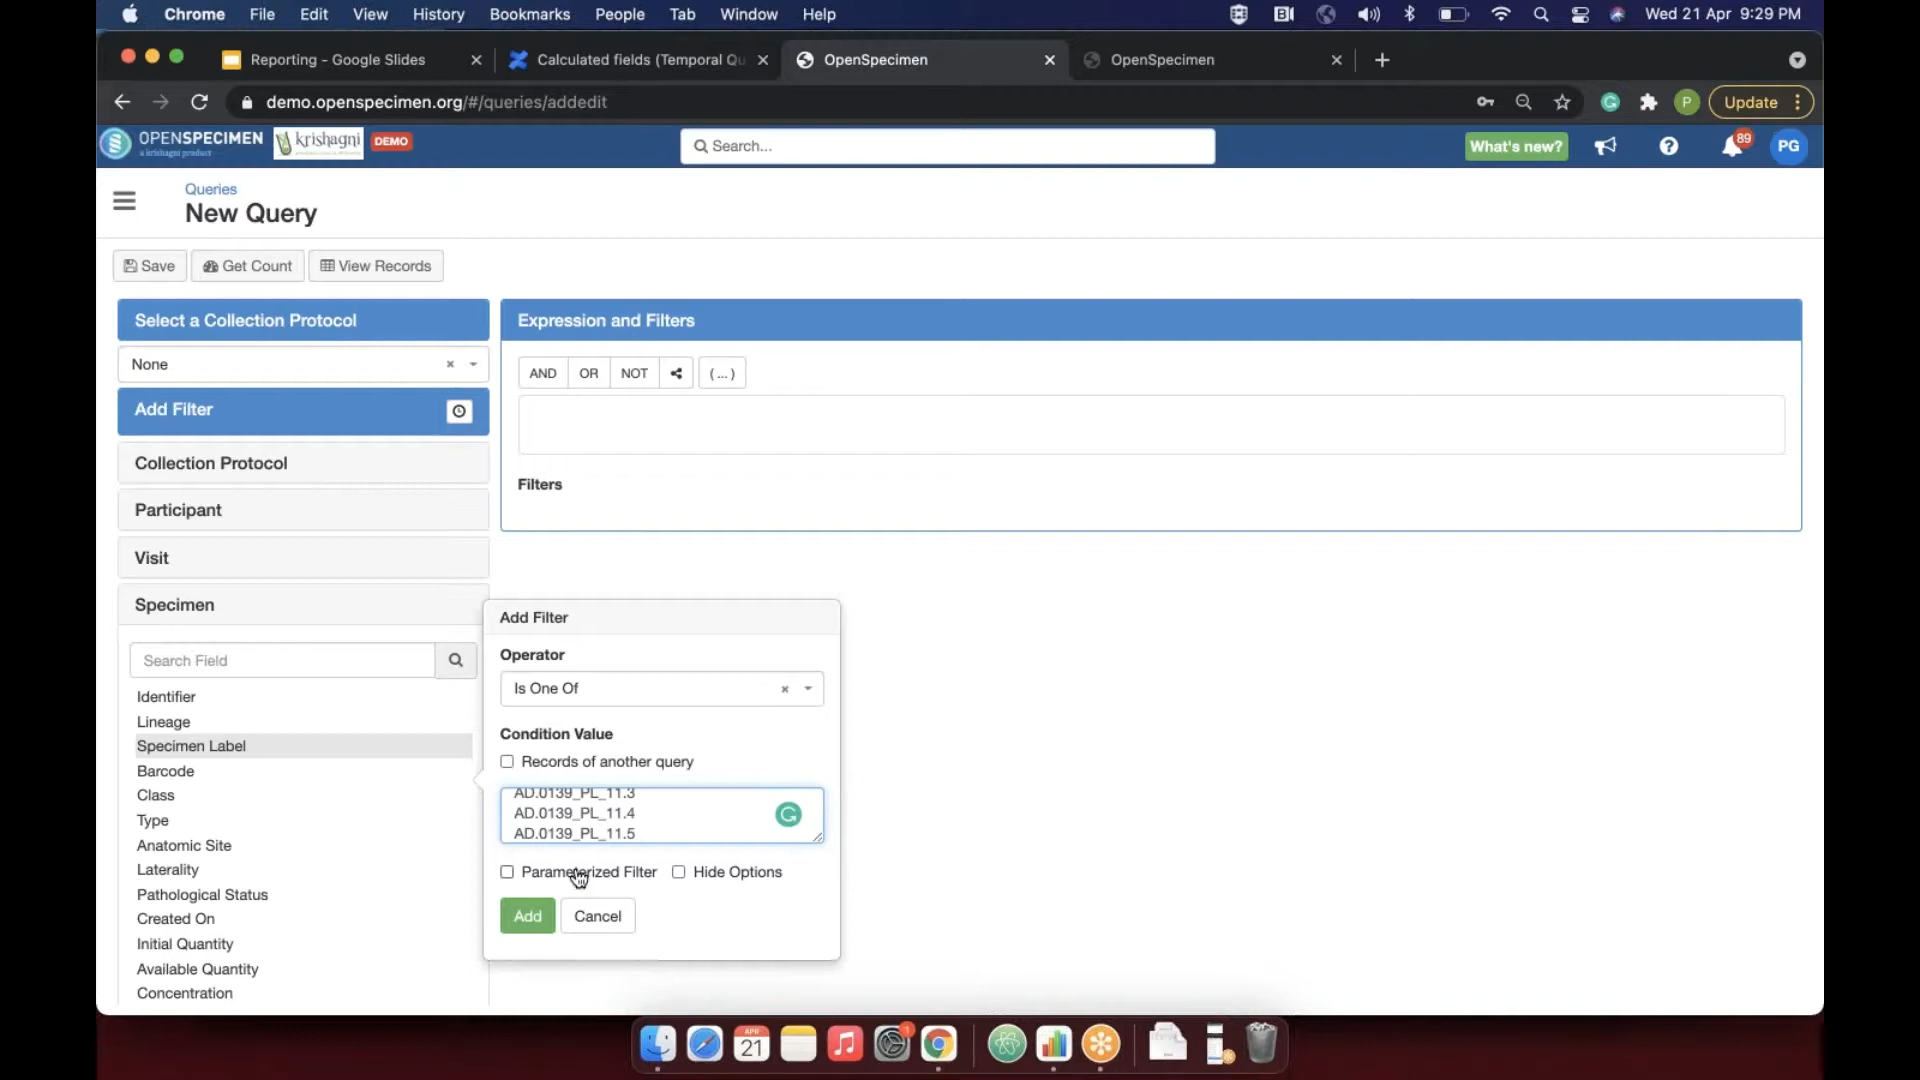 Chrome File Edit View History Bookmarks People Tab Window Help Wed 21 Apr 9:29 PM
Reporting - Google Slides Calculated fields (Temporal Qu OpenSpecimen OpenSpecimen
demo.openspecimen.org/#/queries/addedit P Update
OPENSPECIMEN krishagni DEMO Search... What's new? 89 PG
a krishagni product
Queries
New Query
Save Get Count View Records
Select a Collection Protocol Expression and Filters
None AND OR NOT (...)
Add Filter
Collection Protocol Filters
Participant
Visit
Specimen
Search Field
Identifier
Lineage
Specimen Label
Barcode
Class
Type
Anatomic Site
Laterality
Pathological Status
Created On
Initial Quantity
Available Quantity
Concentration
Add Filter
Operator
Is One Of
Condition Value
Records of another query
AD.0139_PL_11.3
AD.0139_PL_11.4
AD.0139_PL_11.5
Parameterized Filter Hide Options
Add Cancel
APR
21
1